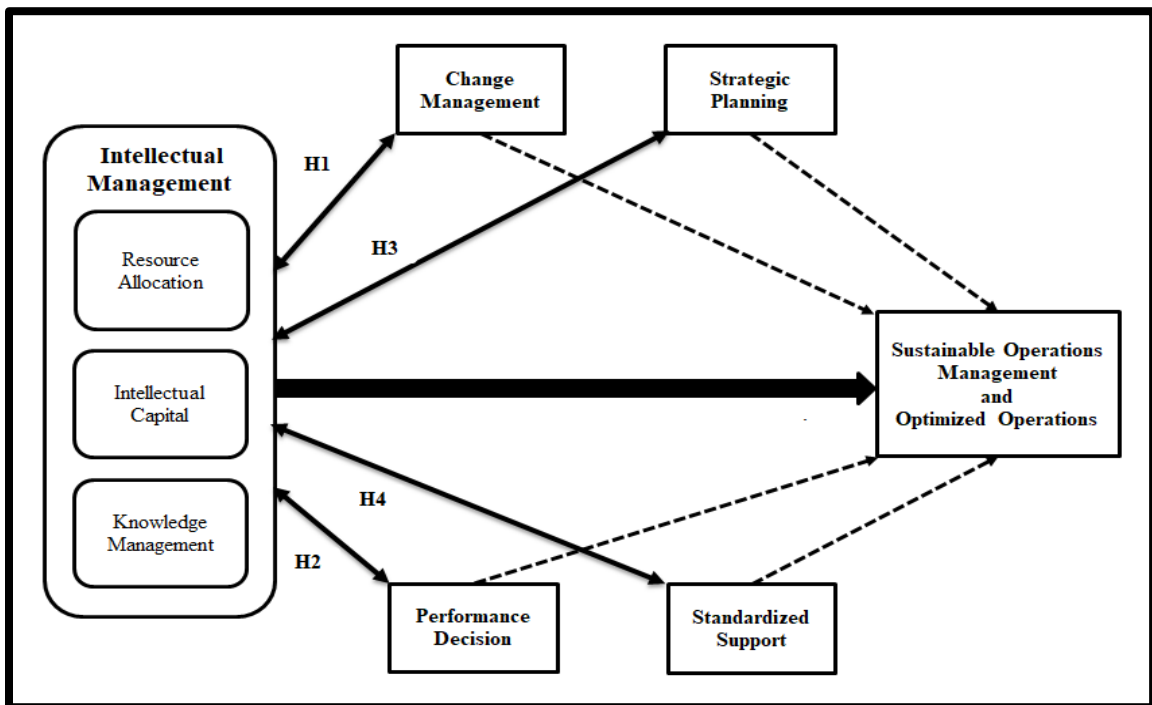 Change
Management
Strategic
Planning
Intellectual
Management
H1
Resource
Allocation
H3
Sustainable Operations
Management
and
Optimized Operations
Intellectual
Capital
H4
Knowledge
Management
H2
Performance
Decision
Standardized
Support